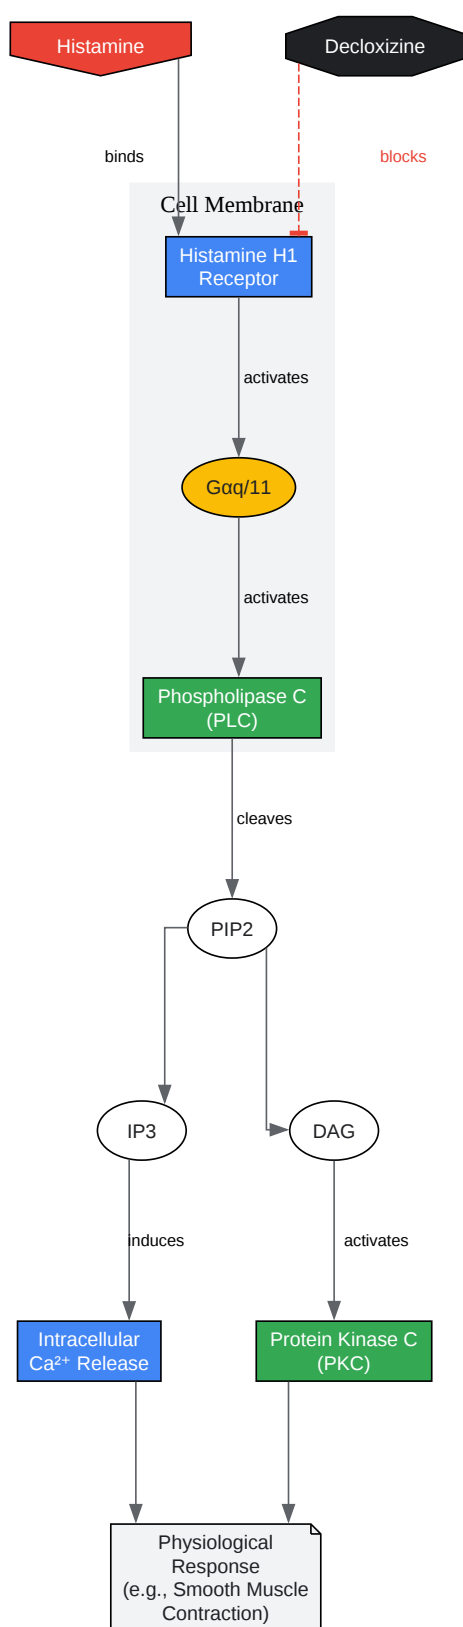 Histamine
Decloxizine
binds
blocks
Cell Membrane
Histamine H1
Receptor
activates
Gαq/11
activates
Phospholipase C
(PLC)
cleaves
PIP2
IP3
DAG
induces
activates
Intracellular
Ca²⁺ Release
Protein Kinase C
(PKC)
Physiological
Response
(e.g., Smooth Muscle
Contraction)